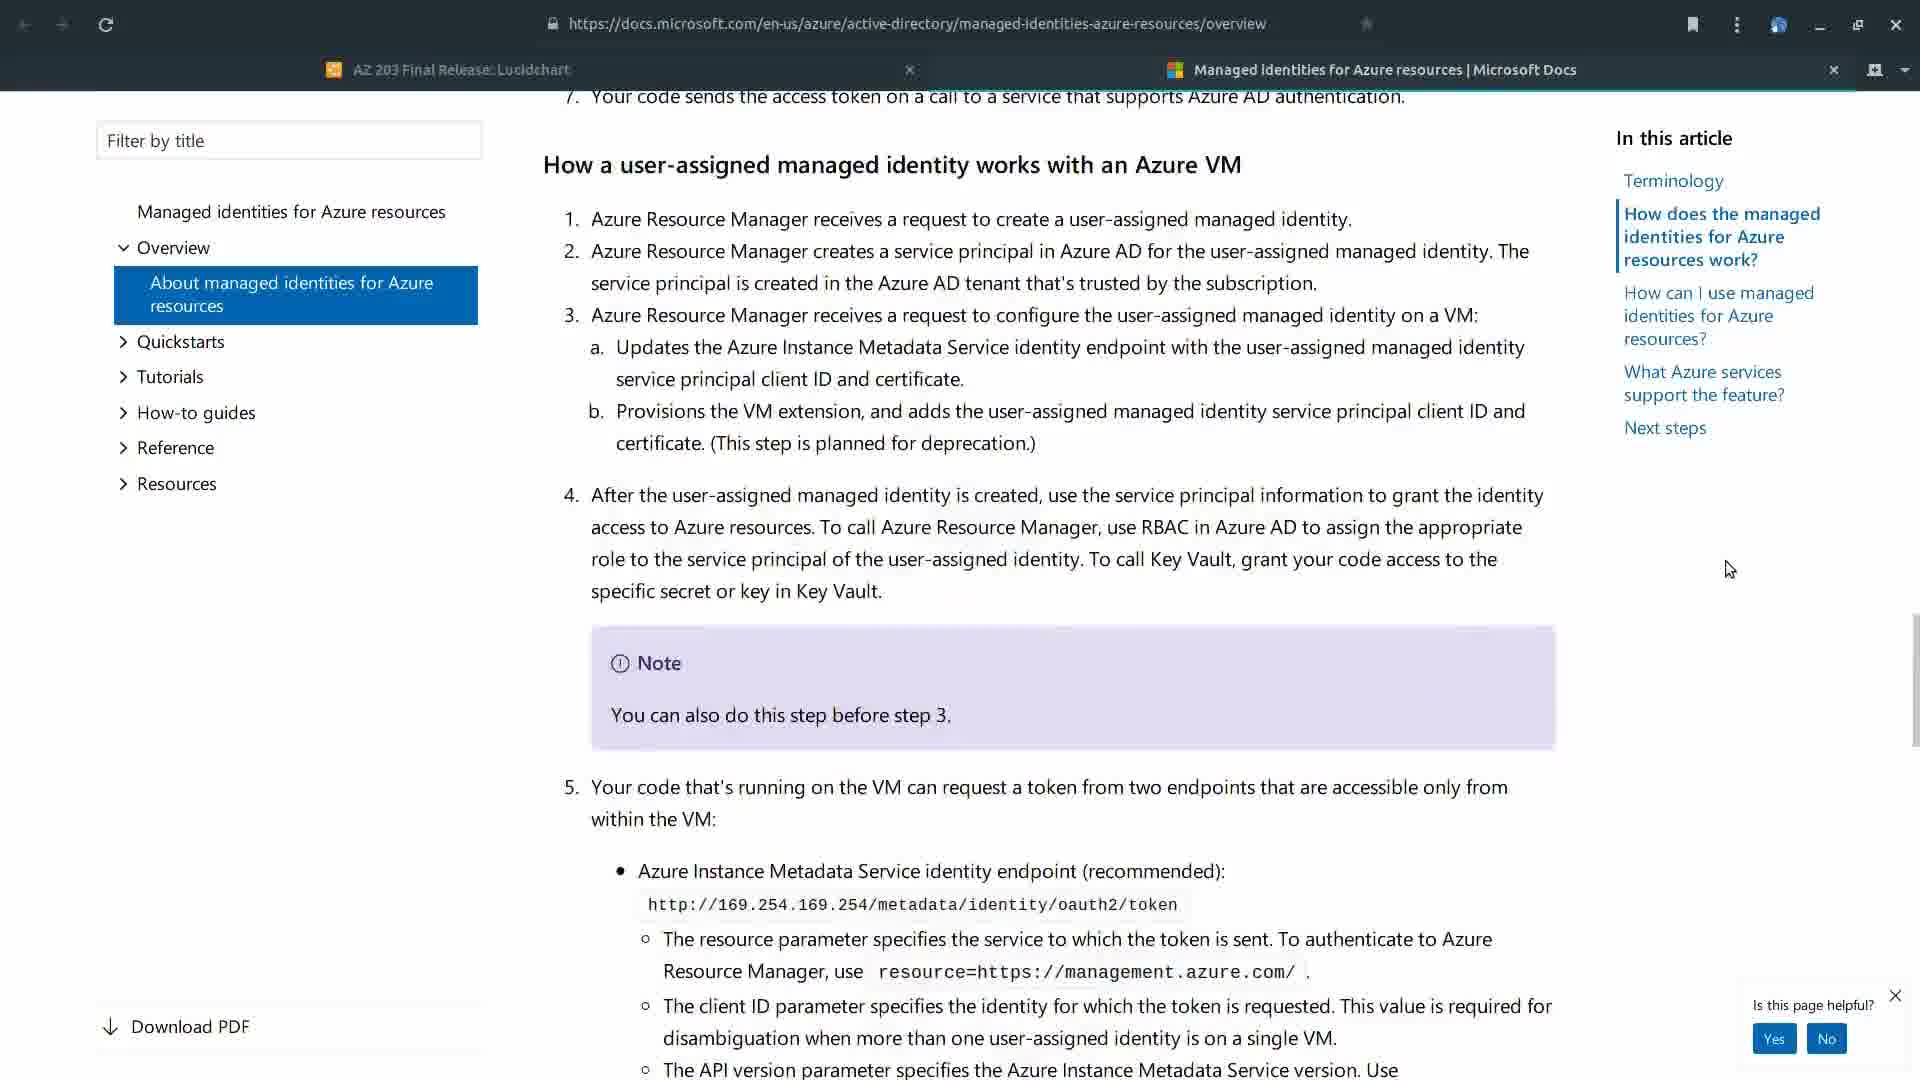 https://docs.microsoft.com/en-us/azure/active-directory/managed-identities-azure-resources/overview
AZ 203 Final Release: Lucidchart
Managed identities for Azure resources | Microsoft Docs
7. Your code sends the access token on a call to a service that supports Azure AD authentication.
Filter by title
Managed identities for Azure resources
Overview
About managed identities for Azure
resources
Quickstarts
Tutorials
How-to guides
Reference
Resources
Download PDF
How a user-assigned managed identity works with an Azure VM
1. Azure Resource Manager receives a request to create a user-assigned managed identity.
2. Azure Resource Manager creates a service principal in Azure AD for the user-assigned managed identity. The
service principal is created in the Azure AD tenant that's trusted by the subscription.
3. Azure Resource Manager receives a request to configure the user-assigned managed identity on a VM:
a. Updates the Azure Instance Metadata Service identity endpoint with the user-assigned managed identity
service principal client ID and certificate.
b. Provisions the VM extension, and adds the user-assigned managed identity service principal client ID and
certificate. (This step is planned for deprecation.)
4. After the user-assigned managed identity is created, use the service principal information to grant the identity
access to Azure resources. To call Azure Resource Manager, use RBAC in Azure AD to assign the appropriate
role to the service principal of the user-assigned identity. To call Key Vault, grant your code access to the
specific secret or key in Key Vault.
Note
You can also do this step before step 3.
5. Your code that's running on the VM can request a token from two endpoints that are accessible only from
within the VM:
• Azure Instance Metadata Service identity endpoint (recommended):
http://169.254.169.254/metadata/identity/oauth2/token
○ The resource parameter specifies the service to which the token is sent. To authenticate to Azure
Resource Manager, use resource=https://management.azure.com/ .
○ The client ID parameter specifies the identity for which the token is requested. This value is required for
disambiguation when more than one user-assigned identity is on a single VM.
○ The API version parameter specifies the Azure Instance Metadata Service version. Use
In this article
Terminology
How does the managed
identities for Azure
resources work?
How can I use managed
identities for Azure
resources?
What Azure services
support the feature?
Next steps
Is this page helpful?
Yes
No